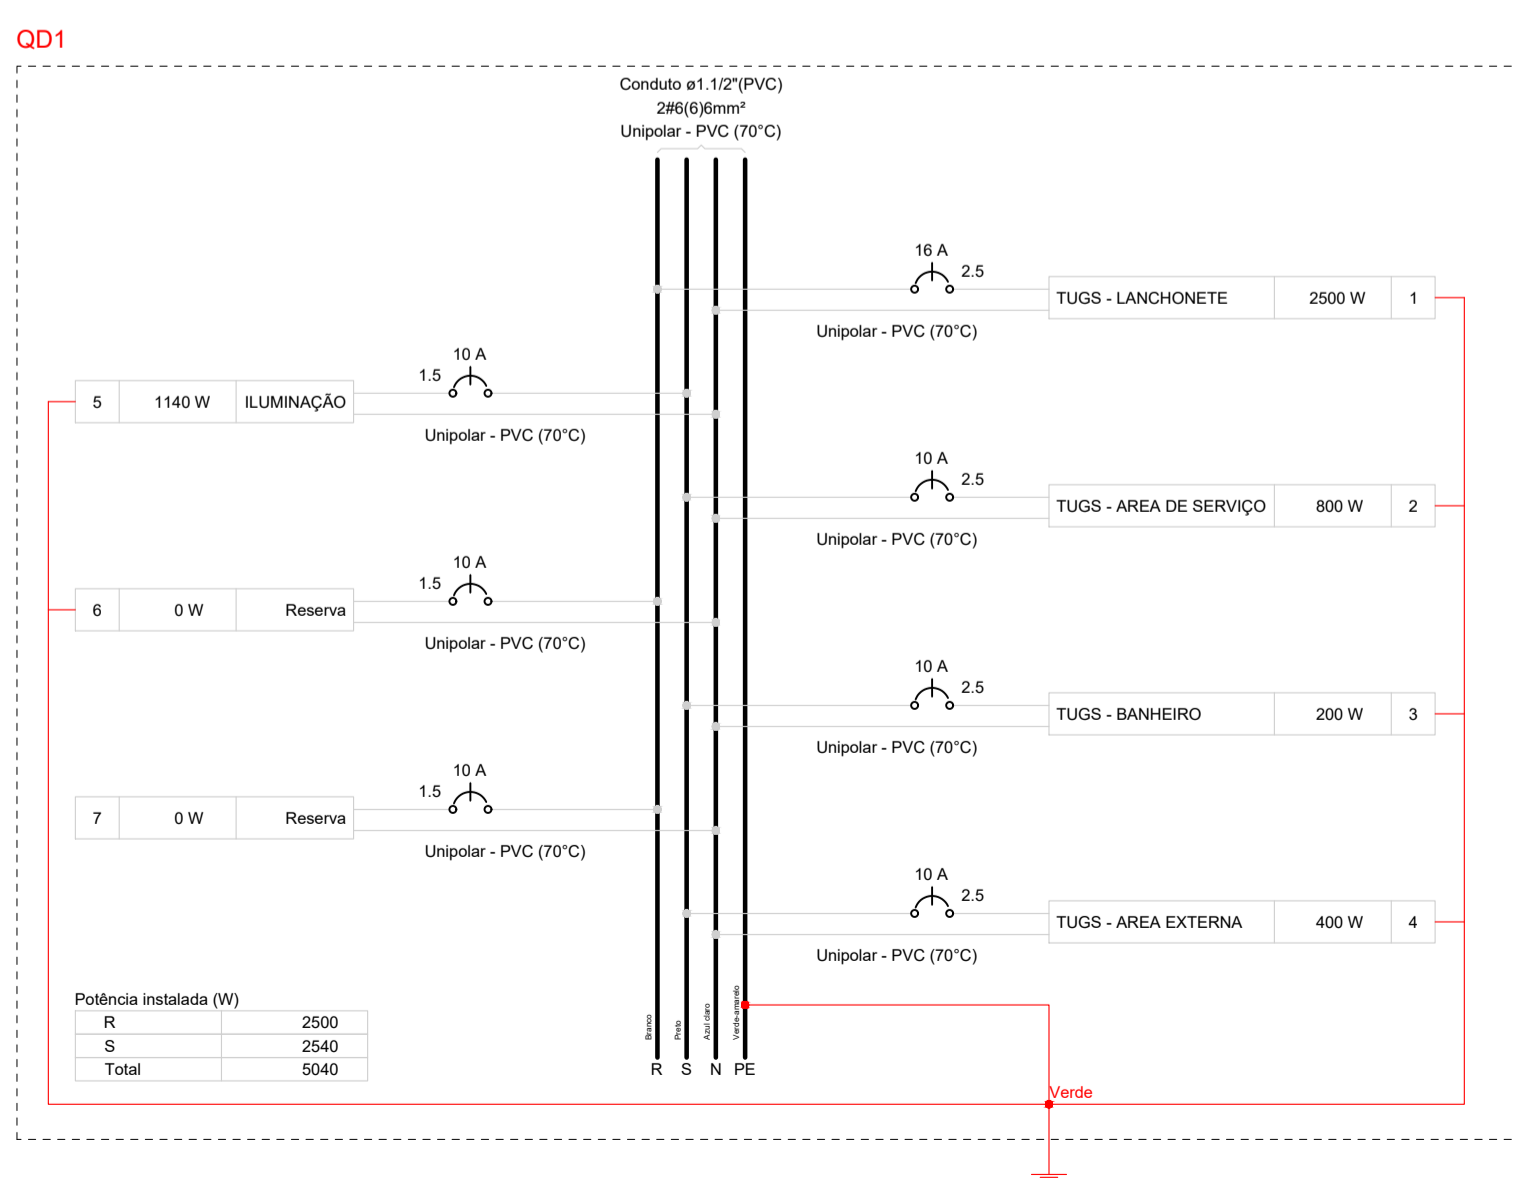 QD1
Conduto ø1.1/2"(PVC)
2#6(6)6mm²
Unipolar - PVC (70°C)
16 A
2.5
TUGS - LANCHONETE 2500 W 1
Unipolar - PVC (70°C)
10 A
1.5
5 1140 W ILUMINAÇÃO
Unipolar - PVC (70°C)
10 A
2.5
TUGS - AREA DE SERVIÇO 800 W 2
Unipolar - PVC (70°C)
10 A
1.5
6 0 W Reserva
Unipolar - PVC (70°C)
10 A
2.5
TUGS - BANHEIRO 200 W 3
Unipolar - PVC (70°C)
10 A
1.5
7 0 W Reserva
Unipolar - PVC (70°C)
10 A
2.5
TUGS - AREA EXTERNA 400 W 4
Unipolar - PVC (70°C)
Potência instalada (W)
R 2500
S 2540
Total 5040
Branco
Preto
Azul claro
Verde-amarelo
R S N PE
Verde